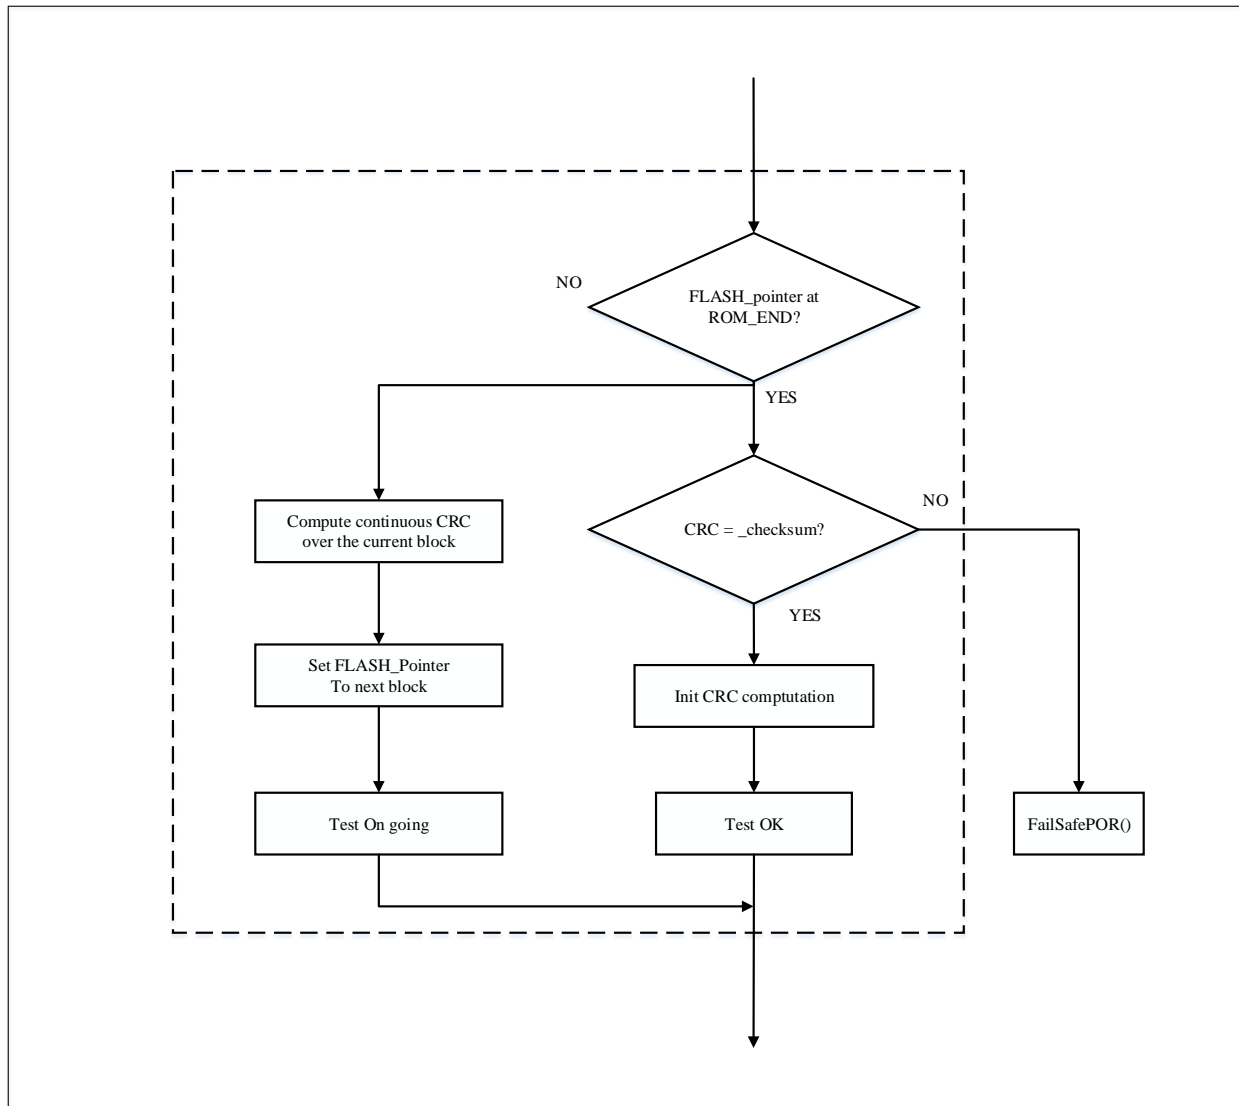 NO
FLASH_pointer at
ROM_END?
YES
Compute continuous CRC
over the current block
CRC = _checksum?
NO
YES
Set FLASH_Pointer
To next block
Init CRC comptutation
Test On going
Test OK
FailSafePOR()